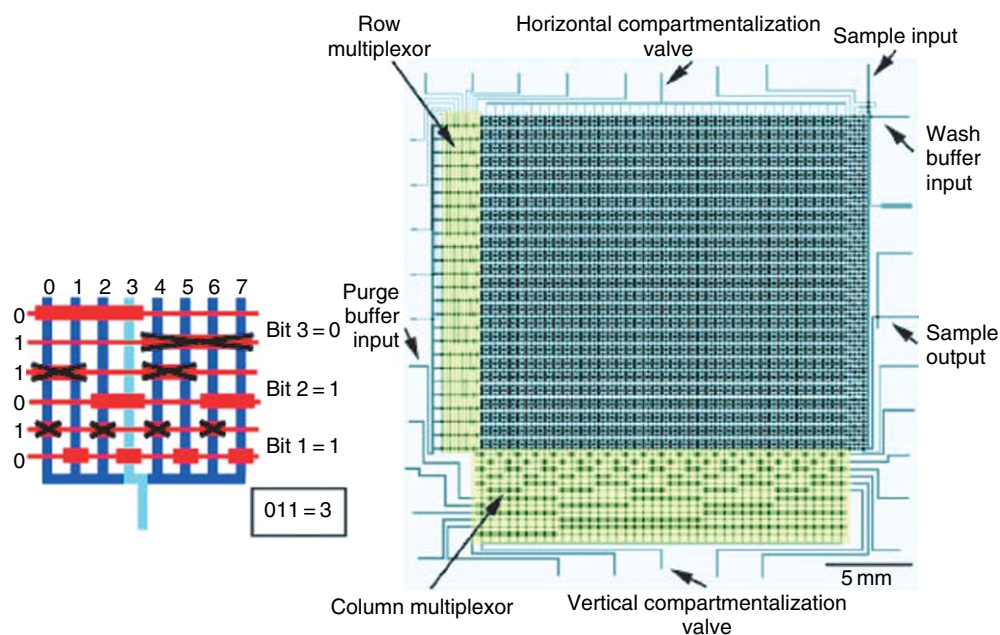 Row
multiplexor
Horizontal compartmentalization
valve
Sample input
Wash
buffer
input
Purge
buffer
input
Sample
output
0 1 2 3 4 5 6 7
0
1
Bit 3 = 0
1
0
Bit 2 = 1
1
0
Bit 1 = 1
011 = 3
5 mm
Column multiplexor
Vertical compartmentalization
valve